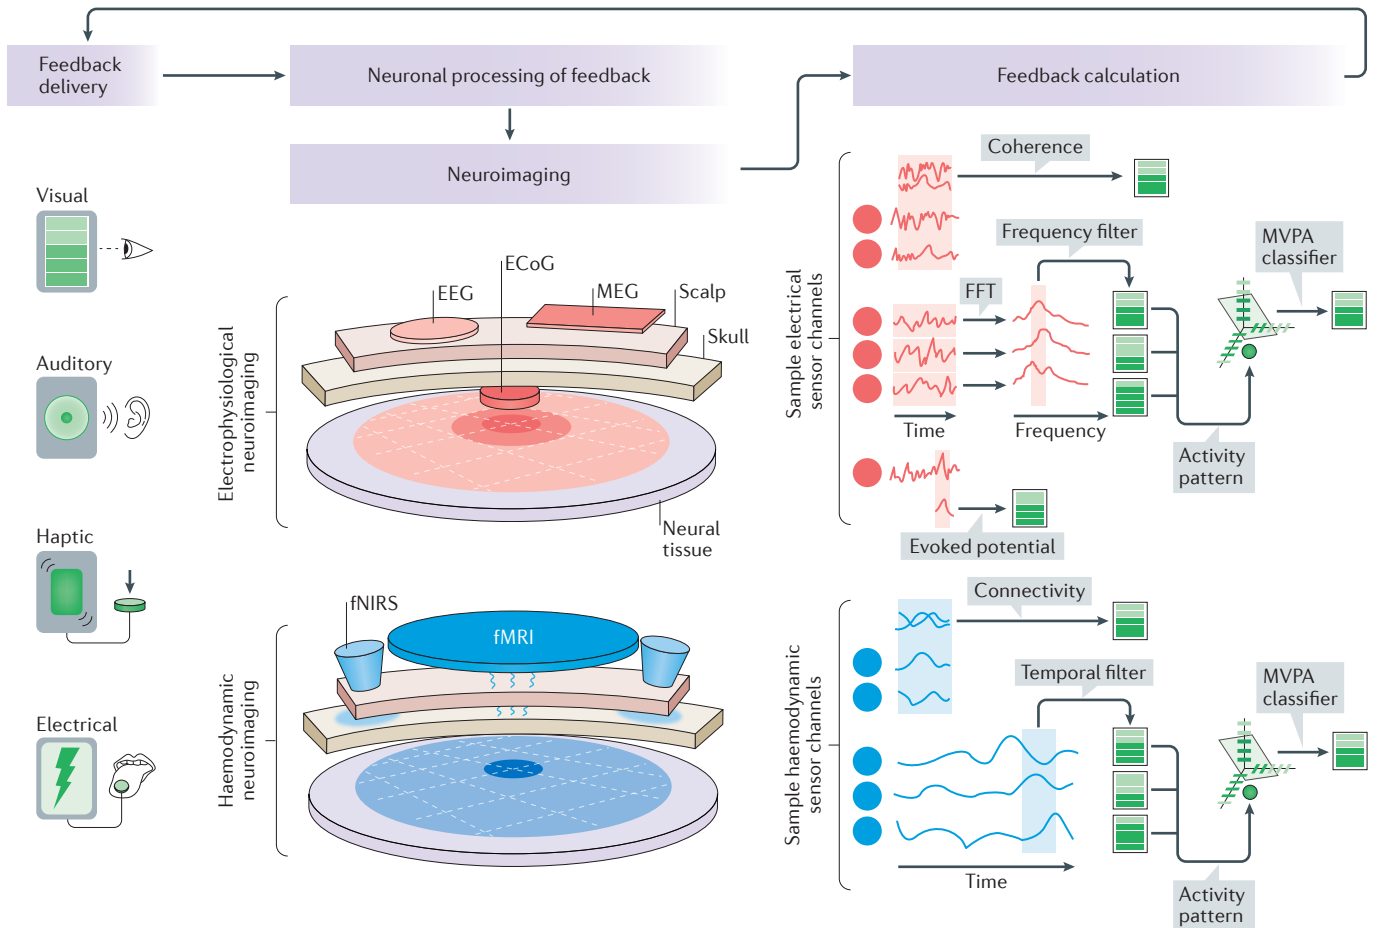 Feedback
delivery
Neuronal processing of feedback
Feedback calculation
Neuroimaging
Visual
Auditory
Haptic
Electrical
Electrophysiological
neuroimaging
EEG
ECoG
MEG
Scalp
Skull
Neural
tissue
Haemodynamic
neuroimaging
fNIRS
fMRI
Sample electrical
sensor channels
Coherence
Frequency filter
FFT
MVPA
classifier
Time
Frequency
Activity
pattern
Evoked potential
Sample haemodynamic
sensor channels
Connectivity
Temporal filter
MVPA
classifier
Time
Activity
pattern